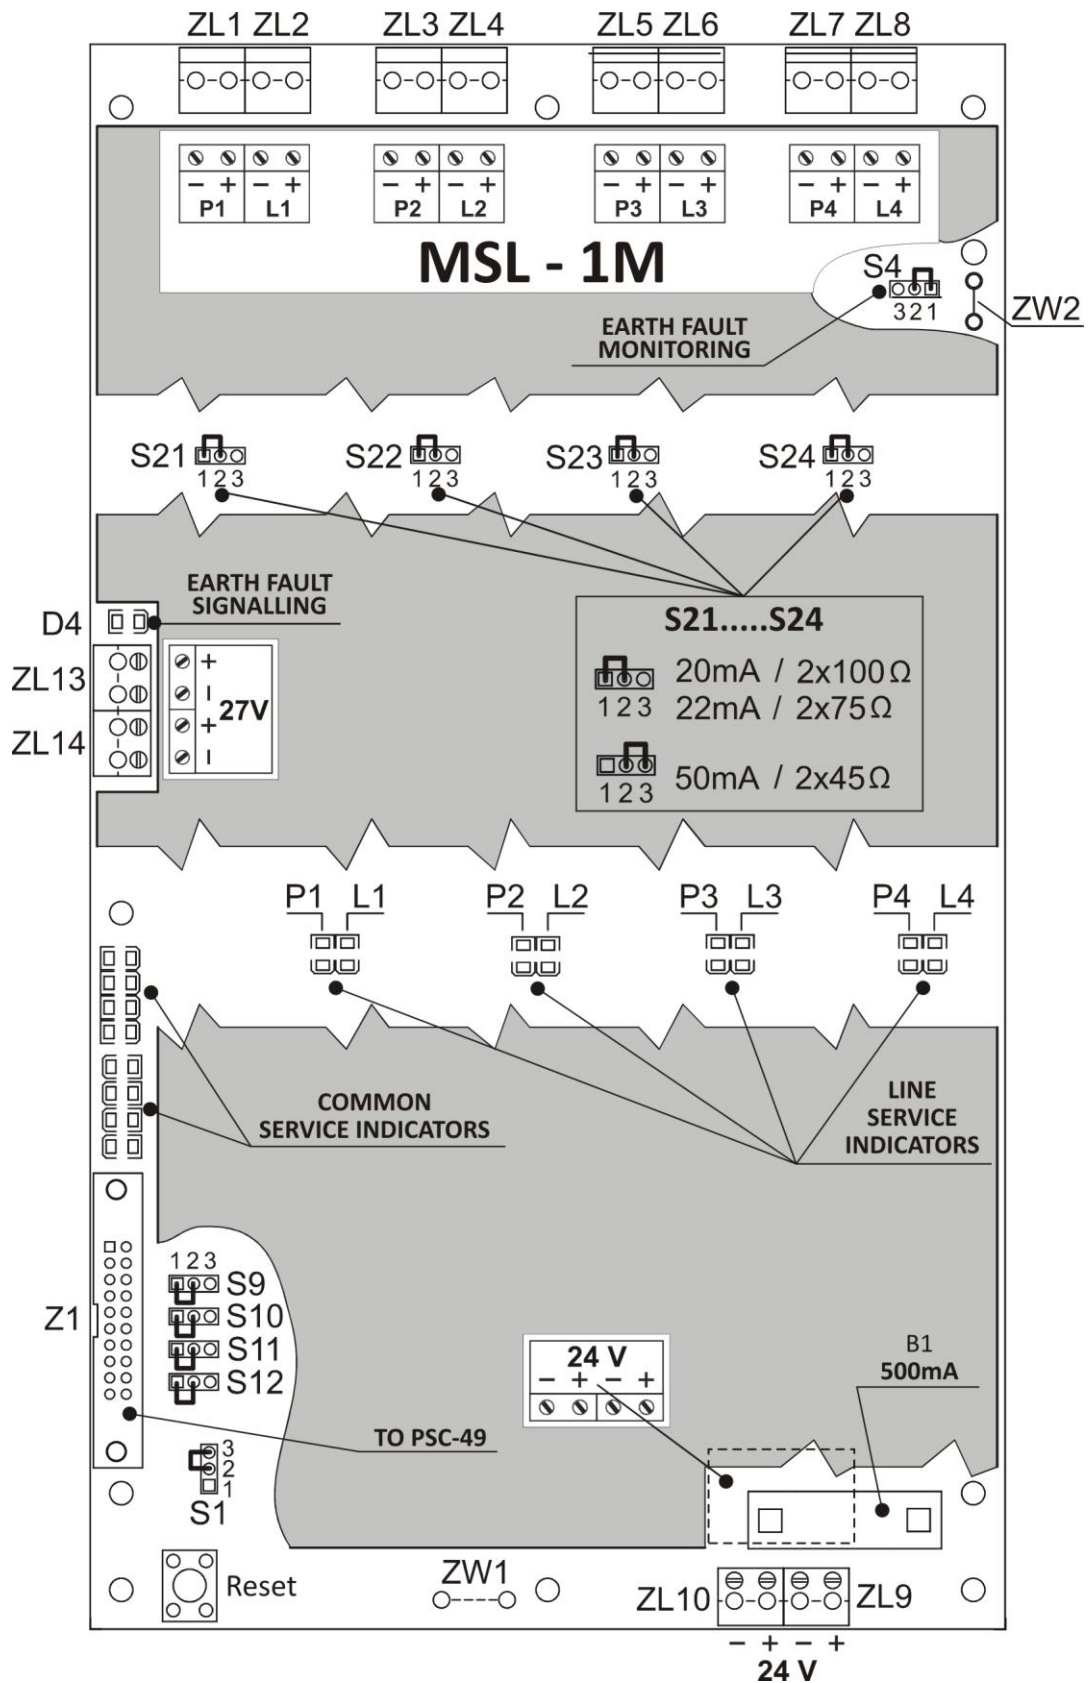 ZL1 ZL2 ZL3 ZL4 ZL5 ZL6 ZL7 ZL8
− + − + − + − + − + − + − + − +
P1 L1 P2 L2 P3 L3 P4 L4
MSL - 1M
S4
321
ZW2
EARTH FAULT
MONITORING
S21 S22 S23 S24
123 123 123 123
EARTH FAULT
SIGNALLING
D4
ZL13
ZL14
+
−
27V
+
−
S21.....S24
20mA / 2x100Ω
123 22mA / 2x75Ω
123 50mA / 2x45Ω
P1 L1 P2 L2 P3 L3 P4 L4
COMMON
SERVICE INDICATORS
LINE
SERVICE
INDICATORS
Z1
123
S9
S10
S11
S12
TO PSC-49
24 V
− + − +
B1
500mA
3
2
1
S1
Reset
ZW1
ZL10 ZL9
− + − +
24 V